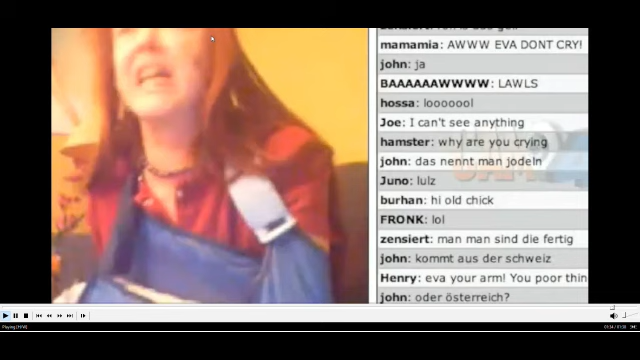 mamamia: AWWW EVA DONT CRY!
john: ja
BAAAAAAWWWW: LAWLS
hossa: looooool
Joe: I can't see anything
hamster: why are you crying
john: das nennt man jodeln
Juno: lulz
burhan: hi old chick
FRONK: lol
zensiert: man man sind die fertig
john: kommt aus der schweiz
Henry: eva your arm! You poor thin
john: oder österreich?